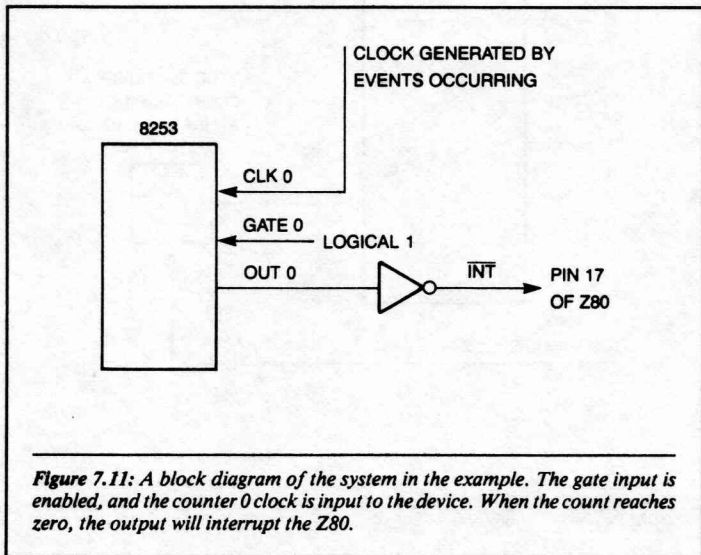 CLOCK GENERATED BY
EVENTS OCCURRING
8253
CLK 0
GATE 0
LOGICAL 1
OUT 0
INT
PIN 17
OF Z80
Figure 7.11: A block diagram of the system in the example. The gate input is
enabled, and the counter 0 clock is input to the device. When the count reaches
zero, the output will interrupt the Z80.